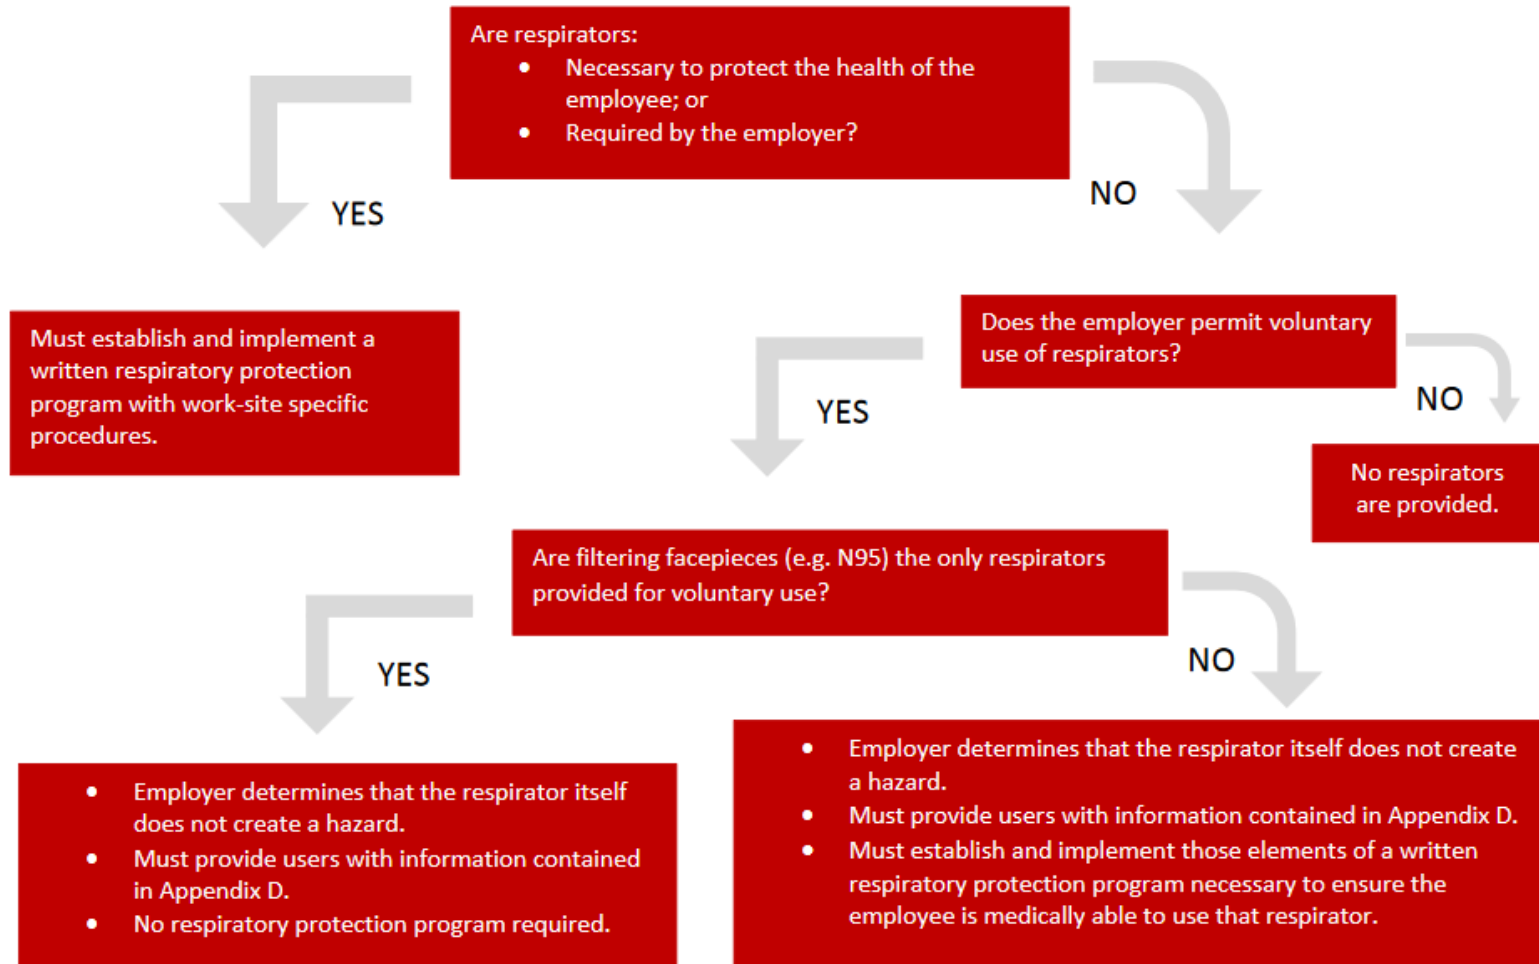 Are respirators:
• Necessary to protect the health of the
employee; or
• Required by the employer?
YES
NO
Must establish and implement a
written respiratory protection
program with work-site specific
procedures.
Does the employer permit voluntary
use of respirators?
YES
NO
No respirators
are provided.
Are filtering facepieces (e.g. N95) the only respirators
provided for voluntary use?
YES
NO
• Employer determines that the respirator itself
does not create a hazard.
• Must provide users with information contained
in Appendix D.
• No respiratory protection program required.
• Employer determines that the respirator itself does not create
a hazard.
• Must provide users with information contained in Appendix D.
• Must establish and implement those elements of a written
respiratory protection program necessary to ensure the
employee is medically able to use that respirator.